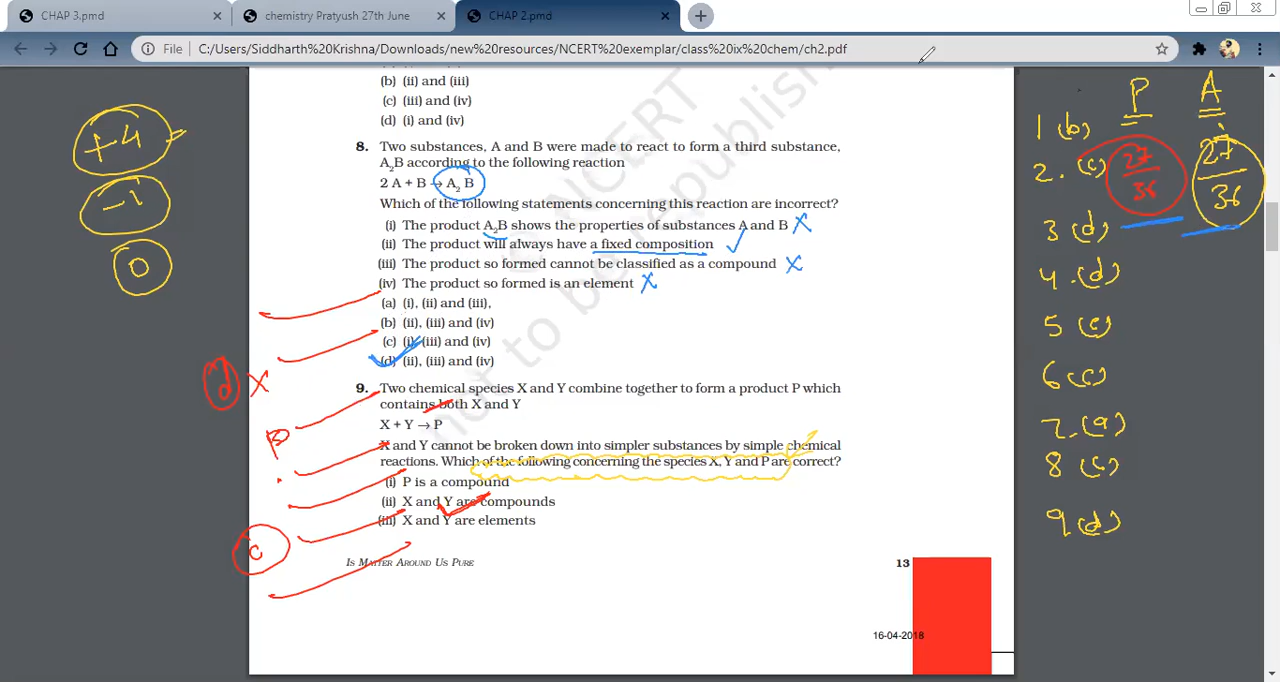 CHAP 3.pmd
chemistry Pratyush 27th June
CHAP 2.pmd
File C:/Users/Siddharth%20Krishna/Downloads/new%20resources/NCERT%20exemplar/class%20ix%20chem/ch2.pdf
(b) (ii) and (iii)
(c) (iii) and (iv)
(d) (i) and (iv)
8. Two substances, A and B were made to react to form a third substance,
A2B according to the following reaction
2 A + B → A2 B
Which of the following statements concerning this reaction are incorrect?
(i) The product A2B shows the properties of substances A and B X
(ii) The product will always have a fixed composition
(iii) The product so formed cannot be classified as a compound X
(iv) The product so formed is an element X
(a) (i), (ii) and (iii),
(b) (ii), (iii) and (iv)
(c) (i), (iii) and (iv)
(d) (ii), (iii) and (iv)
9. Two chemical species X and Y combine together to form a product P which
contains both X and Y
X + Y → P
X and Y cannot be broken down into simpler substances by simple chemical
reactions. Which of the following concerning the species X, Y and P are correct?
(i) P is a compound
(ii) X and Y are compounds
(iii) X and Y are elements
IS MATTER AROUND US PURE
13
16-04-2018
NCERT
not to be republish
+4
-1
0
d X
C
P A
1 (b)
2. (c) 27/36 27/36
3 (d)
4. (d)
5 (c)
6 (c)
7. (a)
8 (c)
9 (d)